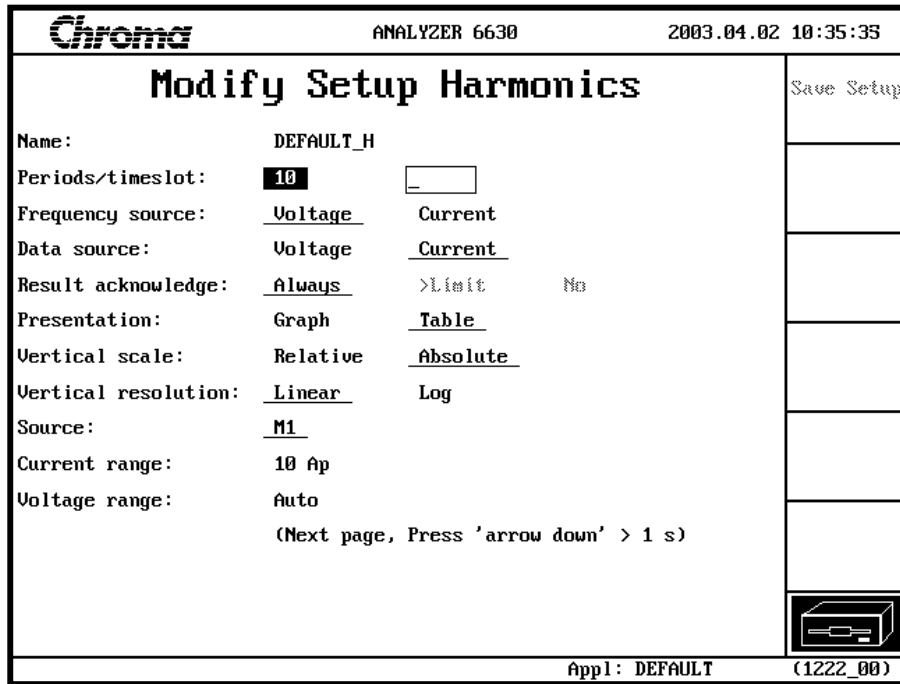 Chroma ANALYZER 6630 2003.04.02 10:35:35
Modify Setup Harmonics
Save Setup
Name: DEFAULT_H
Periods/timeslot: 10 _
Frequency source: Voltage Current
Data source: Voltage Current
Result acknowledge: Always >Limit No
Presentation: Graph Table
Vertical scale: Relative Absolute
Vertical resolution: Linear Log
Source: M1
Current range: 10 Ap
Voltage range: Auto
(Next page, Press 'arrow down' > 1 s)
Appl: DEFAULT (1222_00)